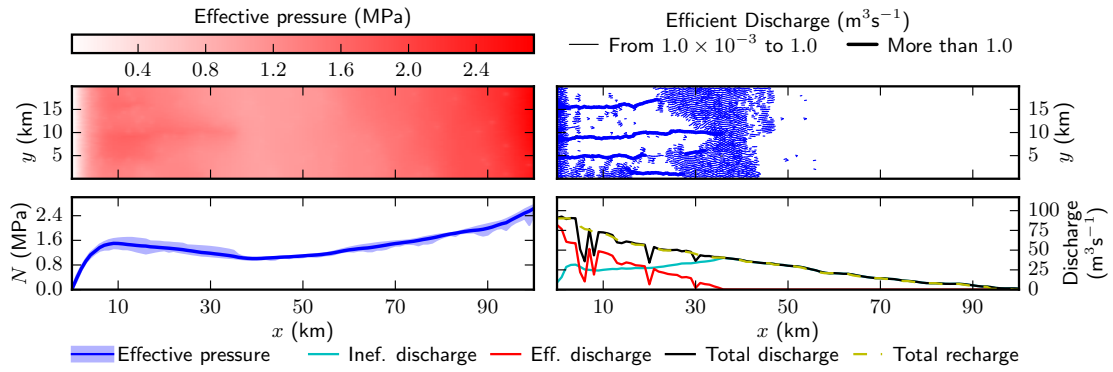 Effective pressure (MPa)
0.4 0.8 1.2 1.6 2.0 2.4
Efficient Discharge (m³s⁻¹)
From 1.0 × 10⁻³ to 1.0 More than 1.0
y (km)
15
10
5
15
10
5
y (km)
N (MPa)
2.4
1.6
0.8
0.0
10 30 50 70 90
x (km)
100
75
50
25
0
Discharge
(m³s⁻¹)
10 30 50 70 90
x (km)
Effective pressure Inef. discharge Eff. discharge Total discharge Total recharge